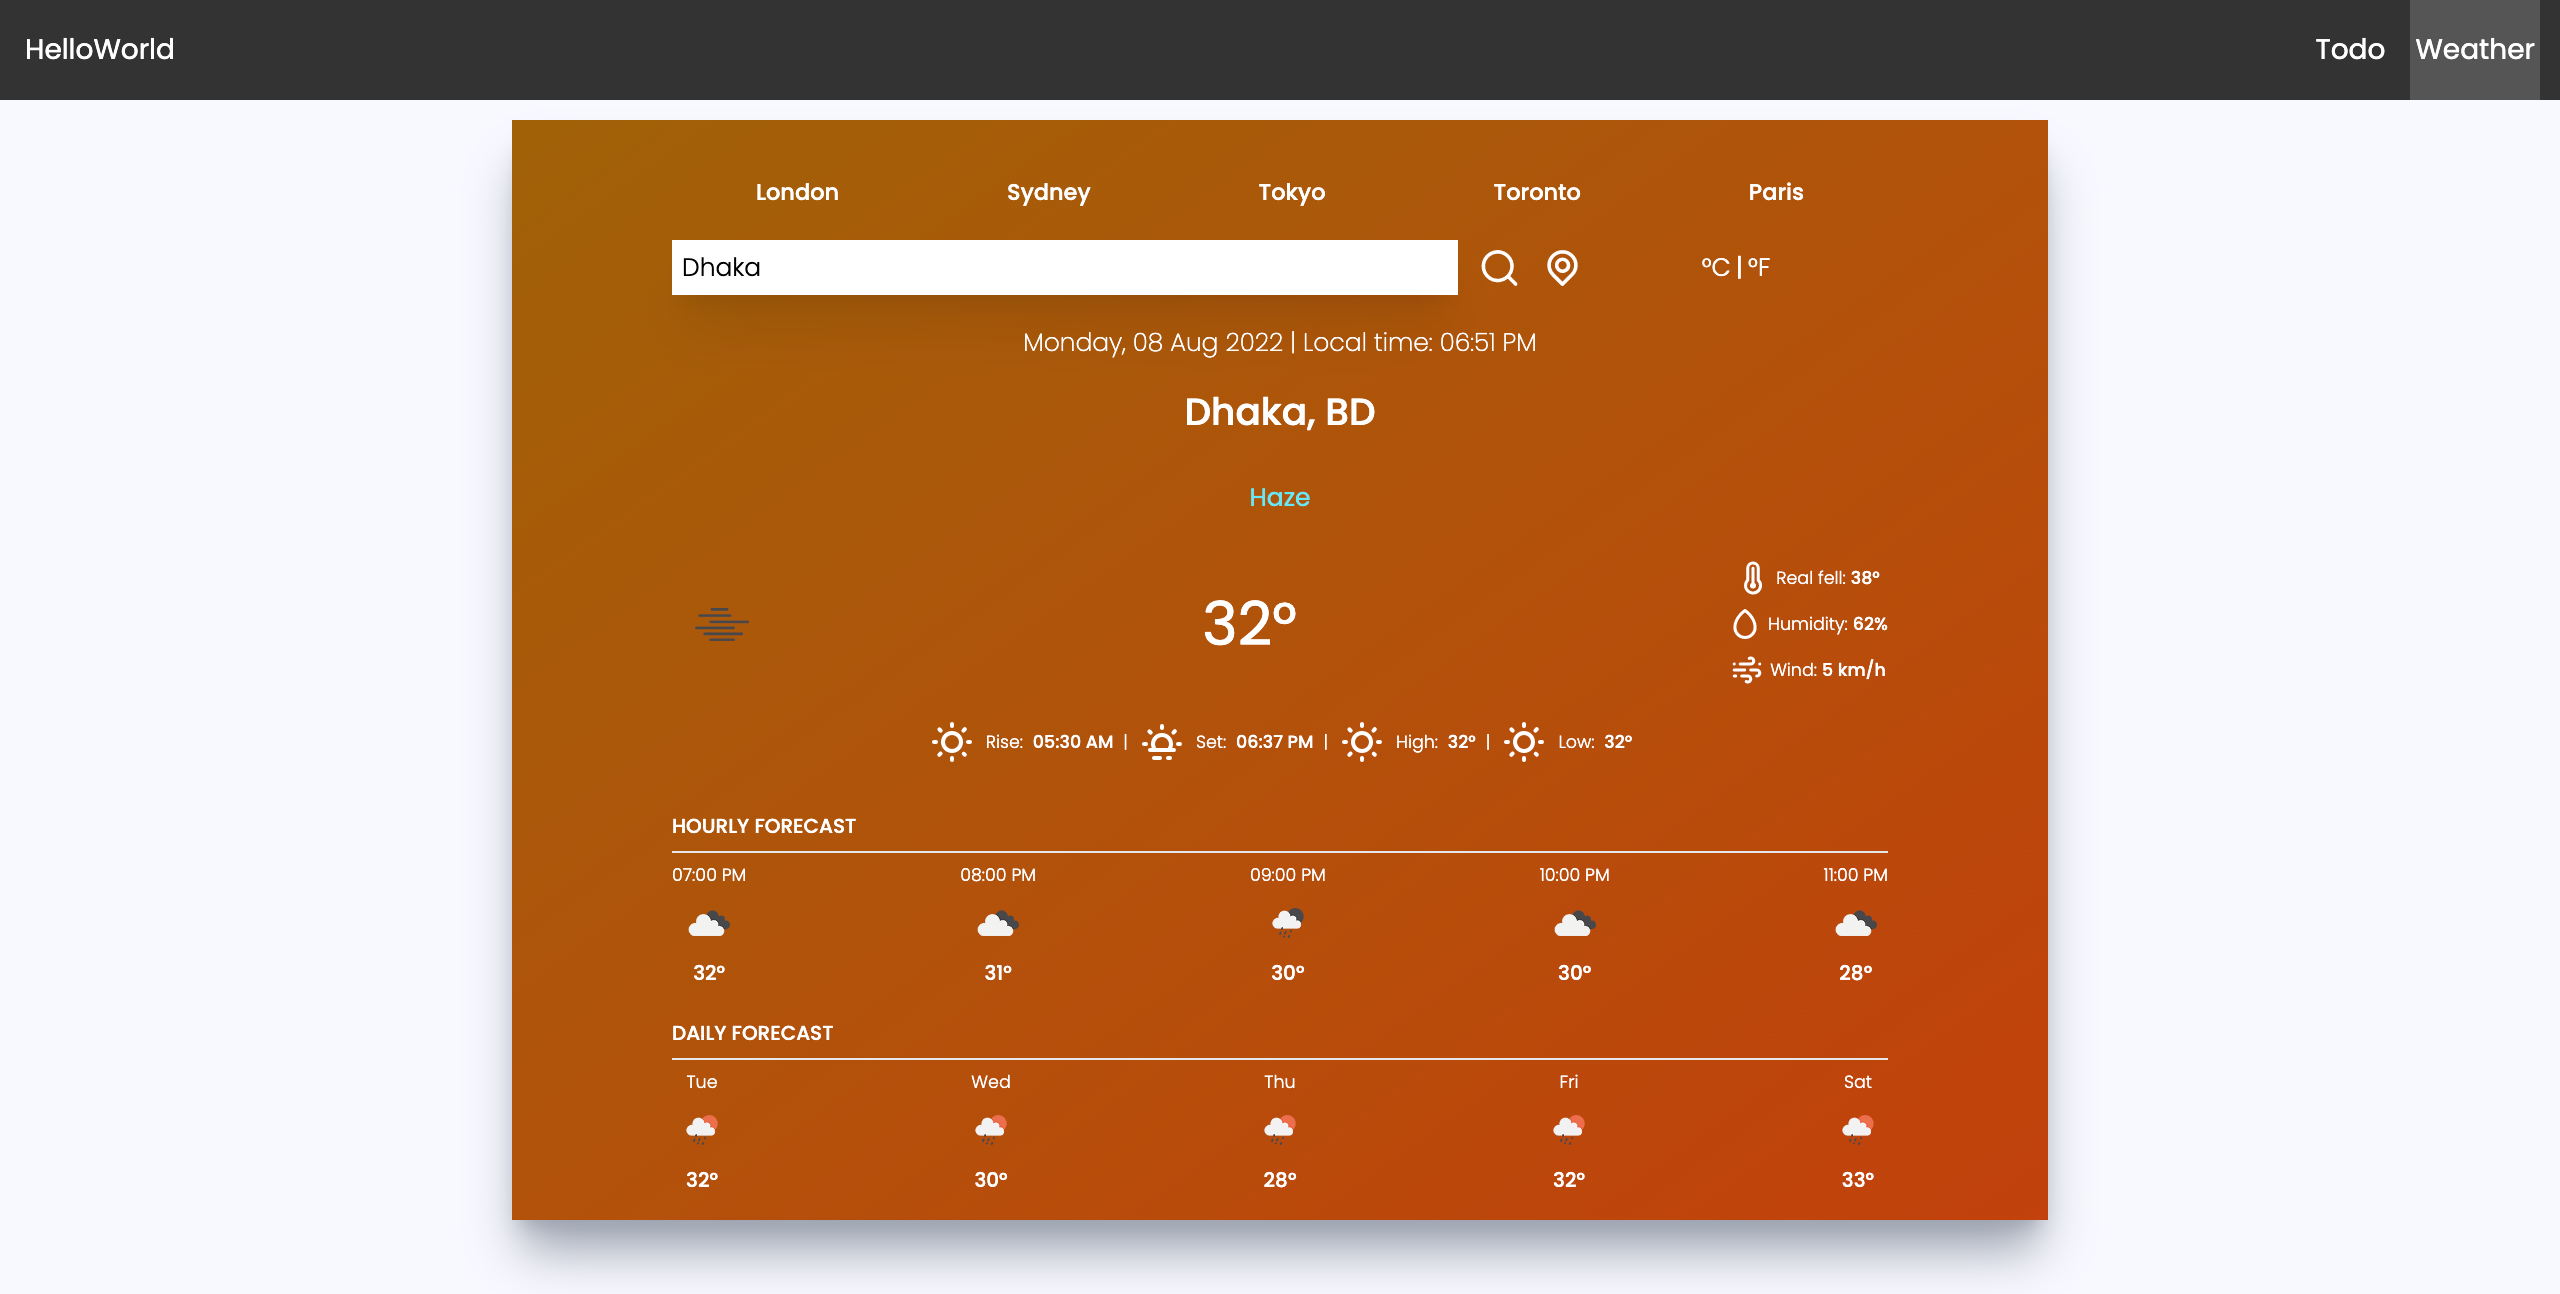 HelloWorld Todo Weather
London Sydney Tokyo Toronto Paris
Dhaka °C | °F
Monday, 08 Aug 2022 | Local time: 06:51 PM
Dhaka, BD
Haze
32°
Real fell: 38°
Humidity: 62%
Wind: 5 km/h
Rise: 05:30 AM | Set: 06:37 PM | High: 32° | Low: 32°
HOURLY FORECAST
07:00 PM 08:00 PM 09:00 PM 10:00 PM 11:00 PM
32° 31° 30° 30° 28°
DAILY FORECAST
Tue Wed Thu Fri Sat
32° 30° 28° 32° 33°